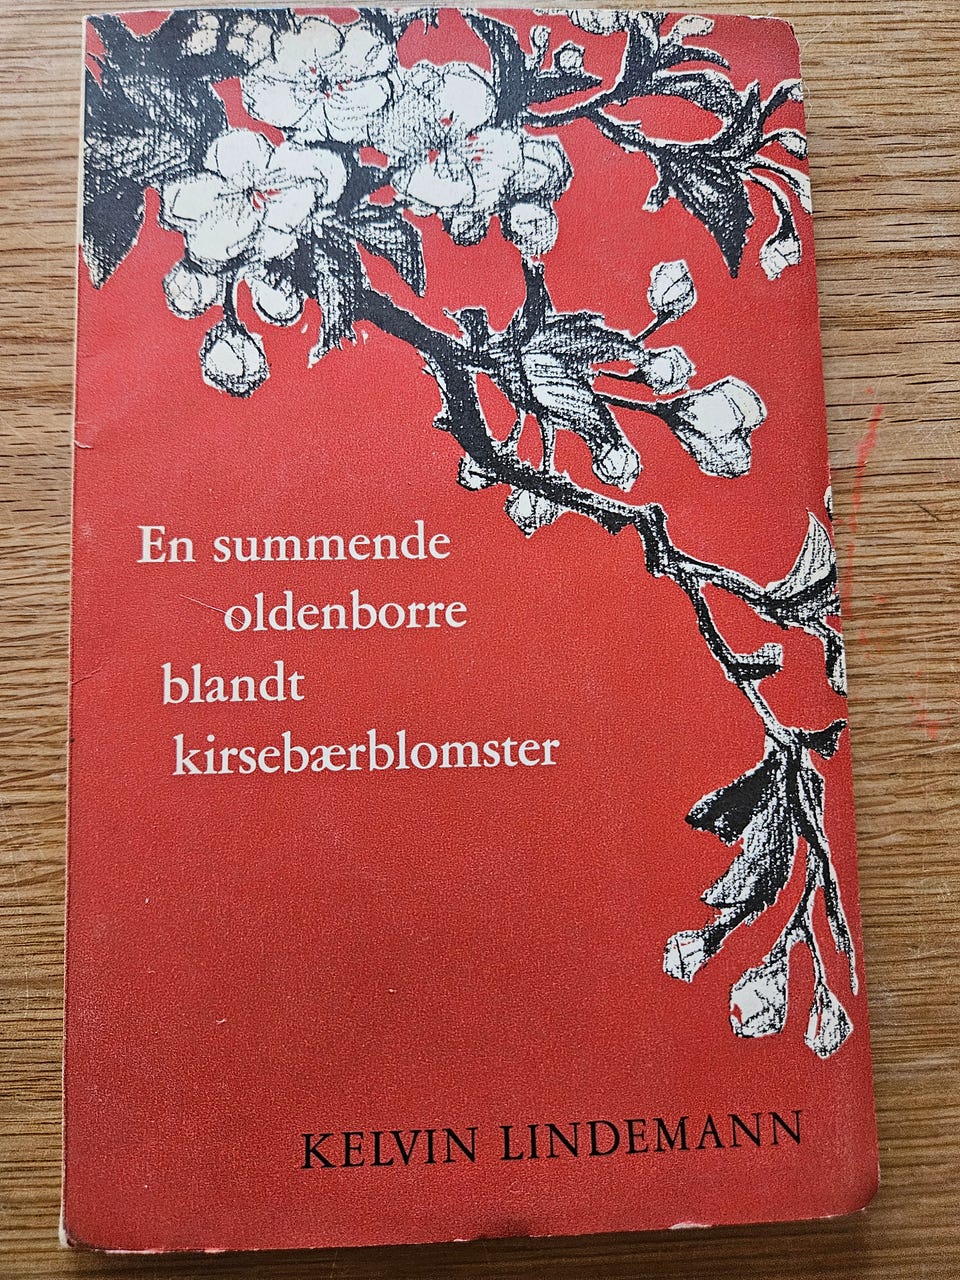 En summende
oldenborre
blandt
kirsebærblomster
KELVIN LINDEMANN